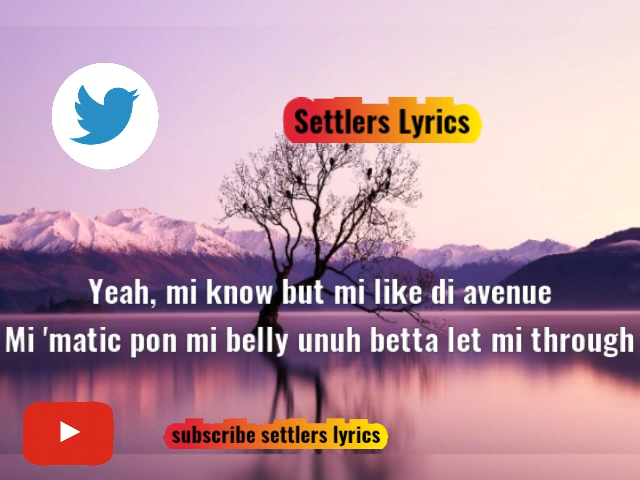 Settlers Lyrics
Yeah, mi know but mi like di avenue
Mi 'matic pon mi belly unuh betta let mi through
subscribe settlers lyrics